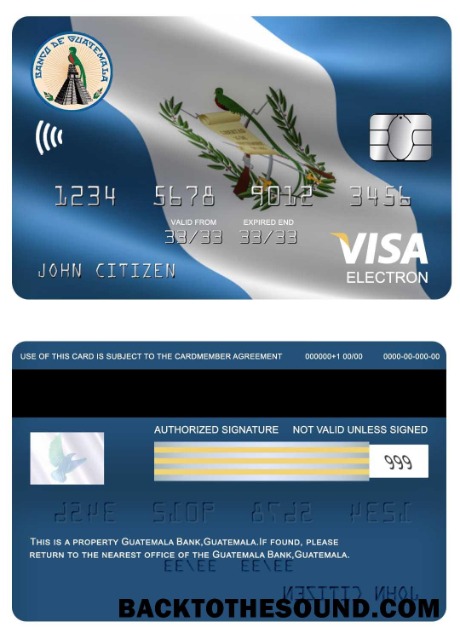 BANCO DE GUATEMALA
1234 5678 9012 3456
VALID FROM EXPIRED END
33/33 33/33
JOHN CITIZEN
VISA
ELECTRON
USE OF THIS CARD IS SUBJECT TO THE CARDMEMBER AGREEMENT 000000+1 00/00 0000-00-000-00
AUTHORIZED SIGNATURE NOT VALID UNLESS SIGNED
999
THIS IS A PROPERTY GUATEMALA BANK,GUATEMALA.IF FOUND, PLEASE
RETURN TO THE NEAREST OFFICE OF THE GUATEMALA BANK,GUATEMALA.
BACKTOTHESOUND.COM